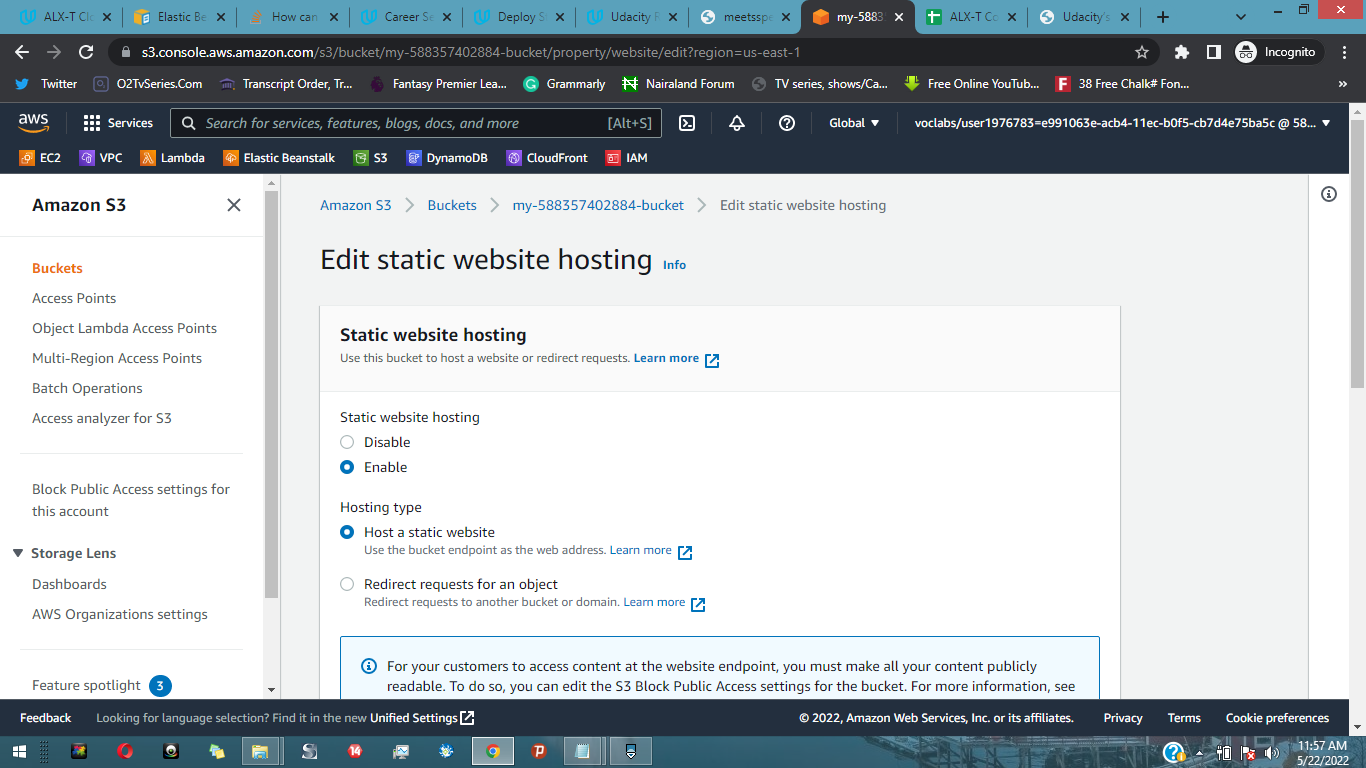 ALX-T Clo
Elastic Be
How can
Career Se
Deploy St
Udacity P
meetsspe
my-5883
ALX-T Co
Udacity's
s3.console.aws.amazon.com/s3/bucket/my-588357402884-bucket/property/website/edit?region=us-east-1
Incognito
Twitter
O2TvSeries.Com
Transcript Order, Tr...
Fantasy Premier Lea...
Grammarly
Nairaland Forum
TV series, shows/Ca...
Free Online YouTub...
38 Free Chalk# Fon...
»
aws
Services
Search for services, features, blogs, docs, and more
[Alt+S]
Global
voclabs/user1976783=e991063e-acb4-11ec-b0f5-cb7d4e75ba5c @ 58...
EC2
VPC
Lambda
Elastic Beanstalk
S3
DynamoDB
CloudFront
IAM
Amazon S3
Buckets
Access Points
Object Lambda Access Points
Multi-Region Access Points
Batch Operations
Access analyzer for S3
Block Public Access settings for
this account
Storage Lens
Dashboards
AWS Organizations settings
Feature spotlight 3
Amazon S3 > Buckets > my-588357402884-bucket > Edit static website hosting
Edit static website hosting Info
Static website hosting
Use this bucket to host a website or redirect requests. Learn more
Static website hosting
Disable
Enable
Hosting type
Host a static website
Use the bucket endpoint as the web address. Learn more
Redirect requests for an object
Redirect requests to another bucket or domain. Learn more
For your customers to access content at the website endpoint, you must make all your content publicly
readable. To do so, you can edit the S3 Block Public Access settings for the bucket. For more information, see
Feedback
Looking for language selection? Find it in the new Unified Settings
© 2022, Amazon Web Services, Inc. or its affiliates.
Privacy
Terms
Cookie preferences
14
11:57 AM
5/22/2022